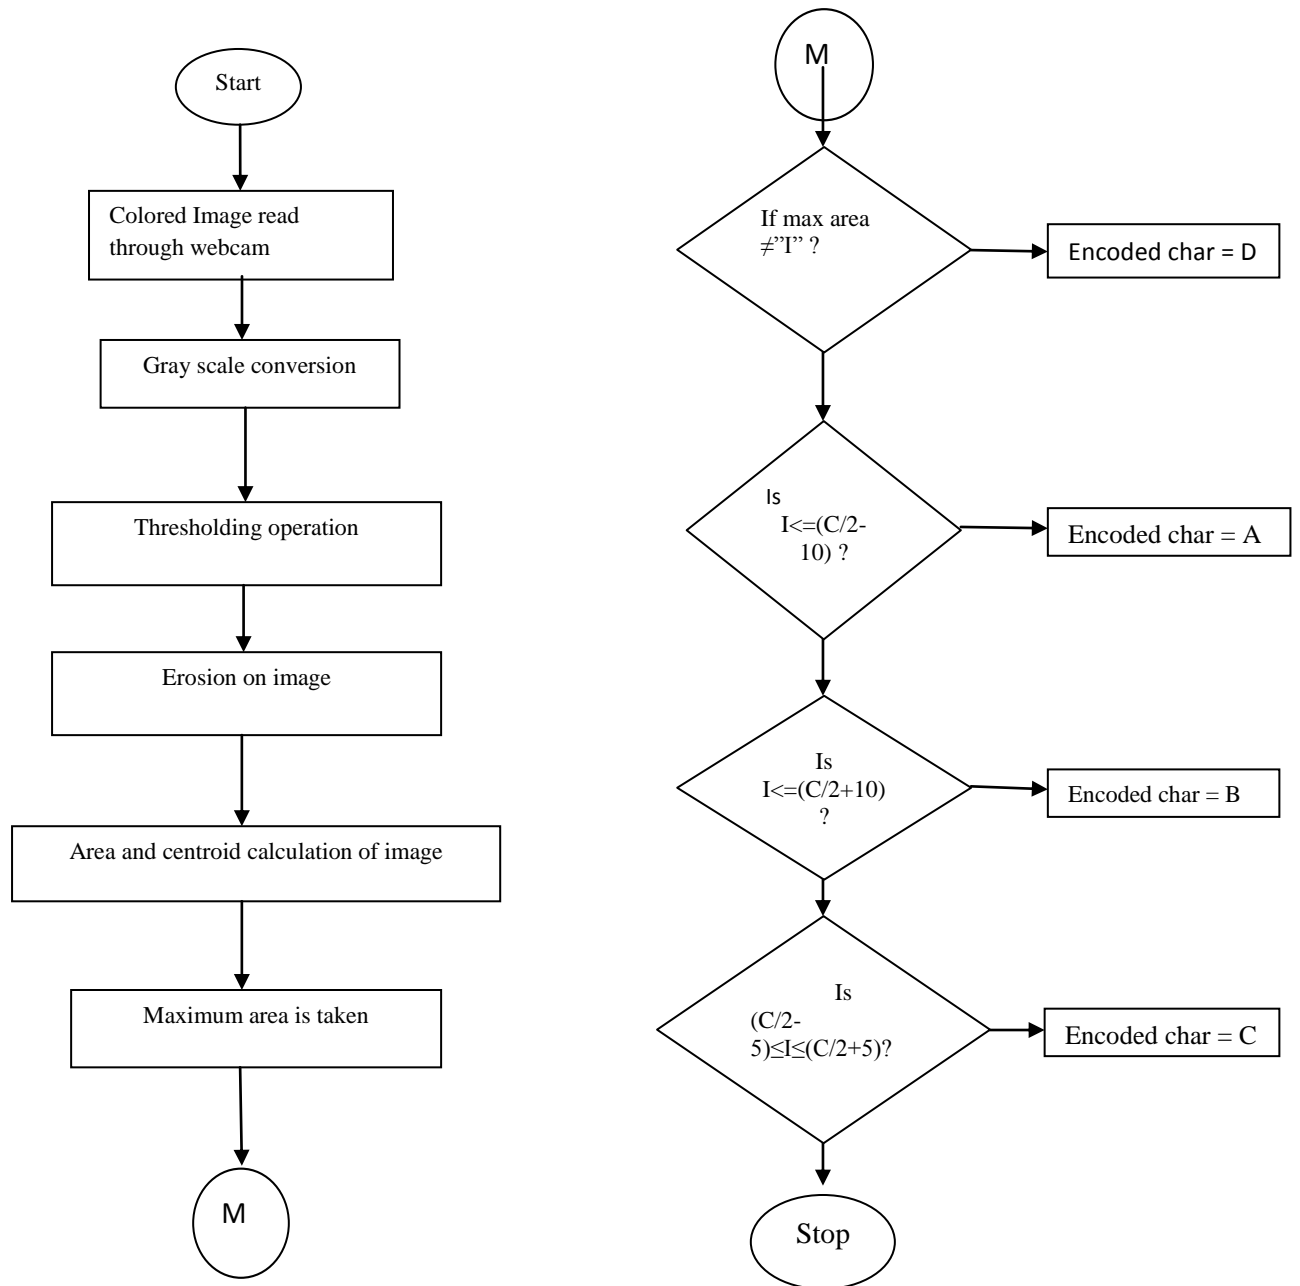 Start
Colored Image read
through webcam
Gray scale conversion
Thresholding operation
Erosion on image
Area and centroid calculation of image
Maximum area is taken
M
M
If max area
≠”I” ?
Encoded char = D
Is
I<=(C/2-
10) ?
Encoded char = A
Is
I<=(C/2+10)
?
Encoded char = B
Is
(C/2-
5)≤I≤(C/2+5)?
Encoded char = C
Stop